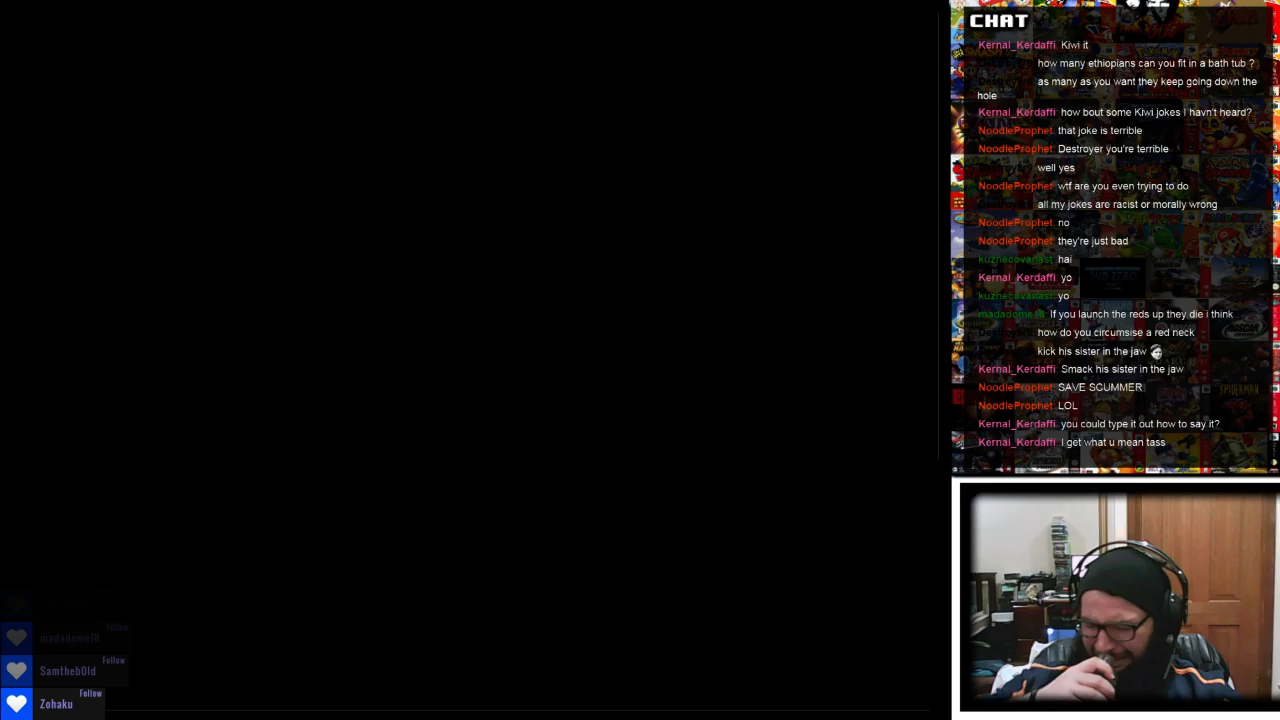 CHAT
Kernal_Kerdaffi: Kiwi it
how many ethiopians can you fit in a bath tub ?
as many as you want they keep going down the
hole
Kernal_Kerdaffi: how bout some Kiwi jokes I havn't heard?
NoodleProphet: that joke is terrible
NoodleProphet: Destroyer you're terrible
well yes
NoodleProphet: wtf are you even trying to do
all my jokes are racist or morally wrong
NoodleProphet: no
NoodleProphet: they're just bad
kuznecovanast: hai
Kernal_Kerdaffi: yo
kuznecovanast: yo
madadome18: If you launch the reds up they die i think
how do you circumsise a red neck
kick his sister in the jaw
Kernal_Kerdaffi: Smack his sister in the jaw
NoodleProphet: SAVE SCUMMER
NoodleProphet: LOL
Kernal_Kerdaffi: you could type it out how to say it?
Kernal_Kerdaffi: I get what u mean tass
Follow
madadome18
Follow
Samtheb0ld
Follow
Zohaku